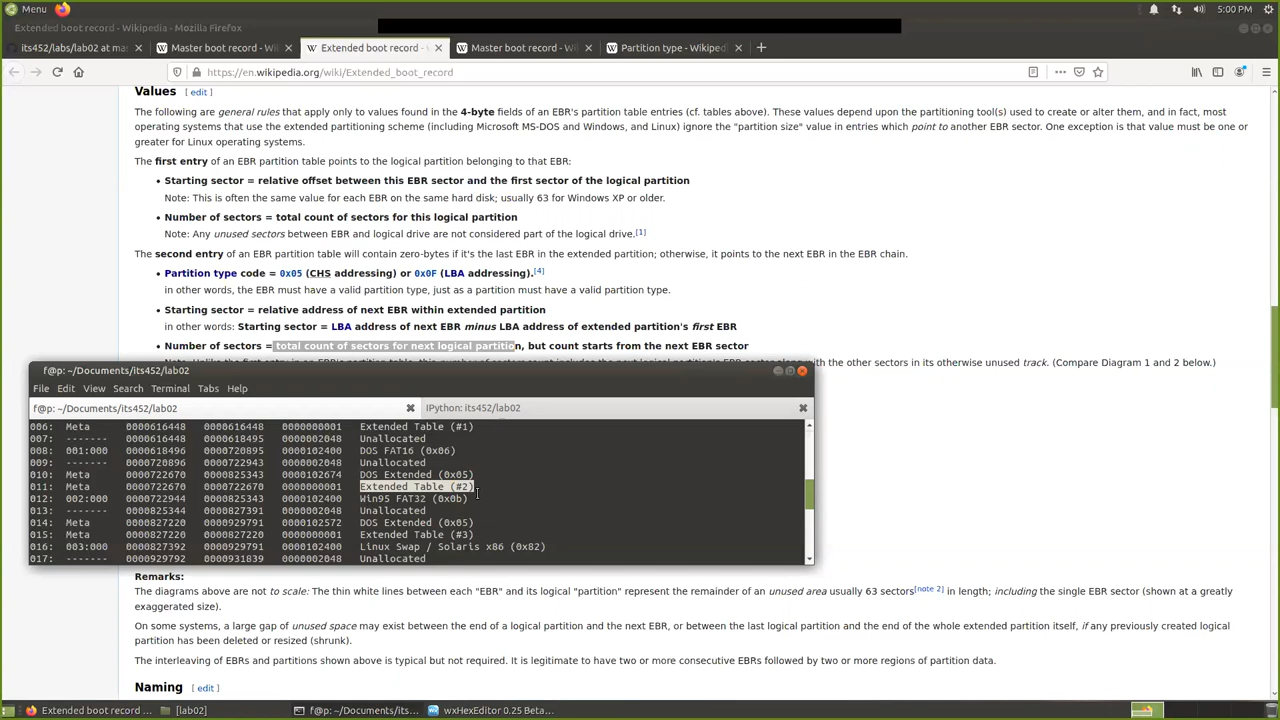 Menu
5:00 PM
Extended boot record - Wikipedia - Mozilla Firefox
its452/labs/lab02 at mas
Master boot record - Wi
Extended boot record -
Master boot record - Wi
Partition type - Wikiped
https://en.wikipedia.org/wiki/Extended_boot_record
Values [ edit ]
The following are general rules that apply only to values found in the 4-byte fields of an EBR's partition table entries (cf. tables above). These values depend upon the partitioning tool(s) used to create or alter them, and in fact, most
operating systems that use the extended partitioning scheme (including Microsoft MS-DOS and Windows, and Linux) ignore the "partition size" value in entries which point to another EBR sector. One exception is that value must be one or
greater for Linux operating systems.
The first entry of an EBR partition table points to the logical partition belonging to that EBR:
• Starting sector = relative offset between this EBR sector and the first sector of the logical partition
Note: This is often the same value for each EBR on the same hard disk; usually 63 for Windows XP or older.
• Number of sectors = total count of sectors for this logical partition
Note: Any unused sectors between EBR and logical drive are not considered part of the logical drive.[1]
The second entry of an EBR partition table will contain zero-bytes if it's the last EBR in the extended partition; otherwise, it points to the next EBR in the EBR chain.
• Partition type code = 0x05 (CHS addressing) or 0x0F (LBA addressing).[4]
in other words, the EBR must have a valid partition type, just as a partition must have a valid partition type.
• Starting sector = relative address of next EBR within extended partition
in other words: Starting sector = LBA address of next EBR minus LBA address of extended partition's first EBR
• Number of sectors = total count of sectors for next logical partition, but count starts from the next EBR sector
along with the other sectors in its otherwise unused track. (Compare Diagram 1 and 2 below.)
f@p: ~/Documents/its452/lab02
File Edit View Search Terminal Tabs Help
f@p: ~/Documents/its452/lab02
IPython: its452/lab02
006: Meta 0000616448 0000616448 0000000001 Extended Table (#1)
007: ------- 0000616448 0000618495 0000002048 Unallocated
008: 001:000 0000618496 0000720895 0000102400 DOS FAT16 (0x06)
009: ------- 0000720896 0000722943 0000002048 Unallocated
010: Meta 0000722670 0000825343 0000102674 DOS Extended (0x05)
011: Meta 0000722670 0000722670 0000000001 Extended Table (#2)
012: 002:000 0000722944 0000825343 0000102400 Win95 FAT32 (0x0b)
013: ------- 0000825344 0000827391 0000002048 Unallocated
014: Meta 0000827220 0000929791 0000102572 DOS Extended (0x05)
015: Meta 0000827220 0000827220 0000000001 Extended Table (#3)
016: 003:000 0000827392 0000929791 0000102400 Linux Swap / Solaris x86 (0x82)
017: ------- 0000929792 0000931839 0000002048 Unallocated
Remarks:
The diagrams above are not to scale: The thin white lines between each "EBR" and its logical "partition" represent the remainder of an unused area usually 63 sectors[note 2] in length; including the single EBR sector (shown at a greatly
exaggerated size).
On some systems, a large gap of unused space may exist between the end of a logical partition and the next EBR, or between the last logical partition and the end of the whole extended partition itself, if any previously created logical
partition has been deleted or resized (shrunk).
The interleaving of EBRs and partitions shown above is typical but not required. It is legitimate to have two or more consecutive EBRs followed by two or more regions of partition data.
Naming [ edit ]
Extended boot record ...
[lab02]
f@p: ~/Documents/its...
wxHexEditor 0.25 Beta...